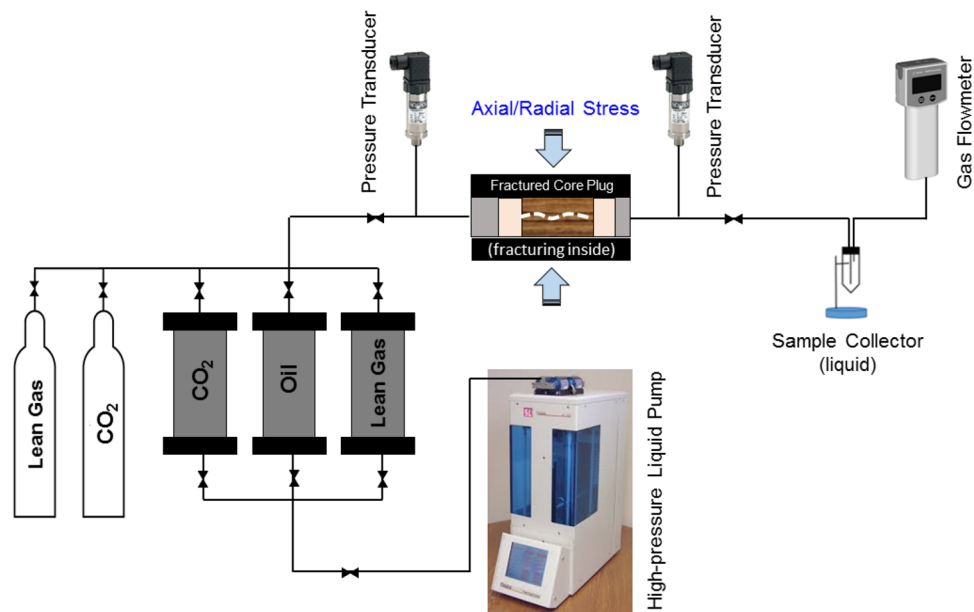 Pressure Transducer
Axial/Radial Stress
Pressure Transducer
Gas Flowmeter
Fractured Core Plug
(fracturing inside)
Sample Collector
(liquid)
Lean Gas
CO₂
CO₂
Oil
Lean Gas
High-pressure Liquid Pump